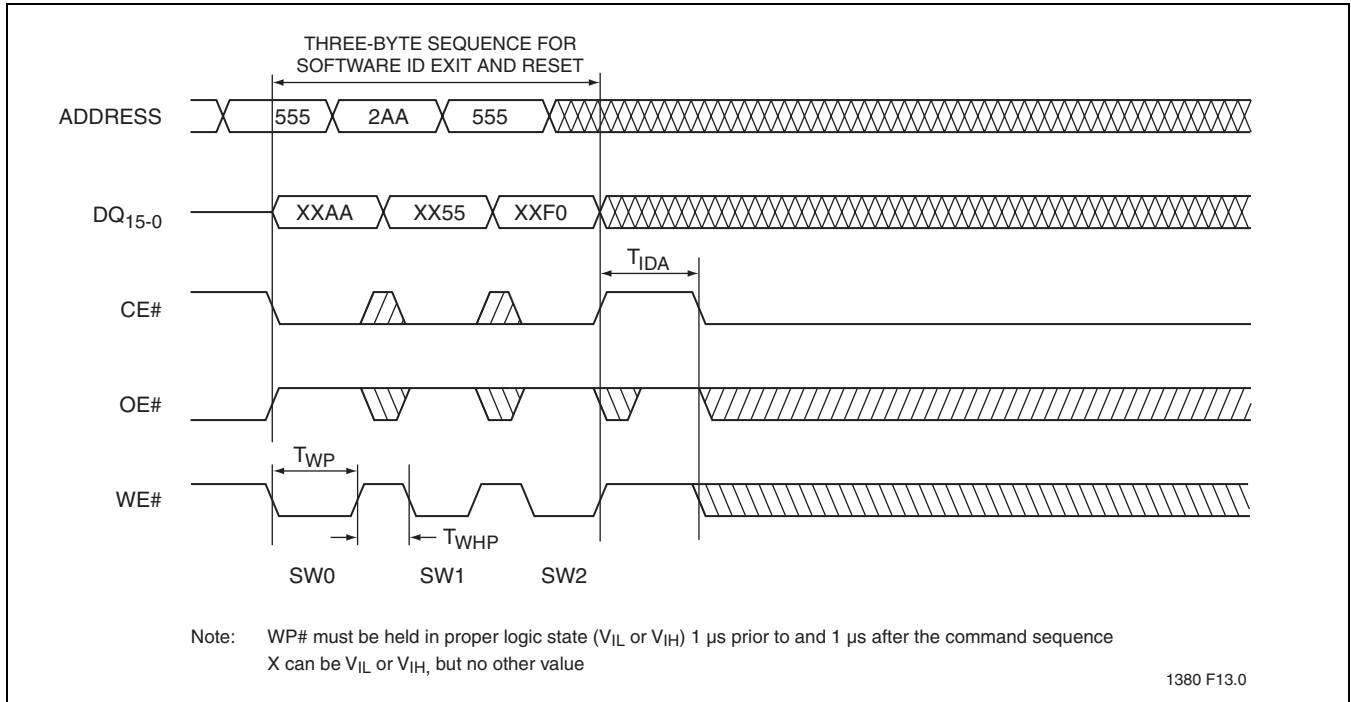 THREE-BYTE SEQUENCE FOR
SOFTWARE ID EXIT AND RESET
ADDRESS 555 2AA 555
DQ15-0 XXAA XX55 XXF0
TIDA
CE#
OE#
TWP
WE#
TWHP
SW0 SW1 SW2
Note: WP# must be held in proper logic state (VIL or VIH) 1 µs prior to and 1 µs after the command sequence
X can be VIL or VIH, but no other value
1380 F13.0